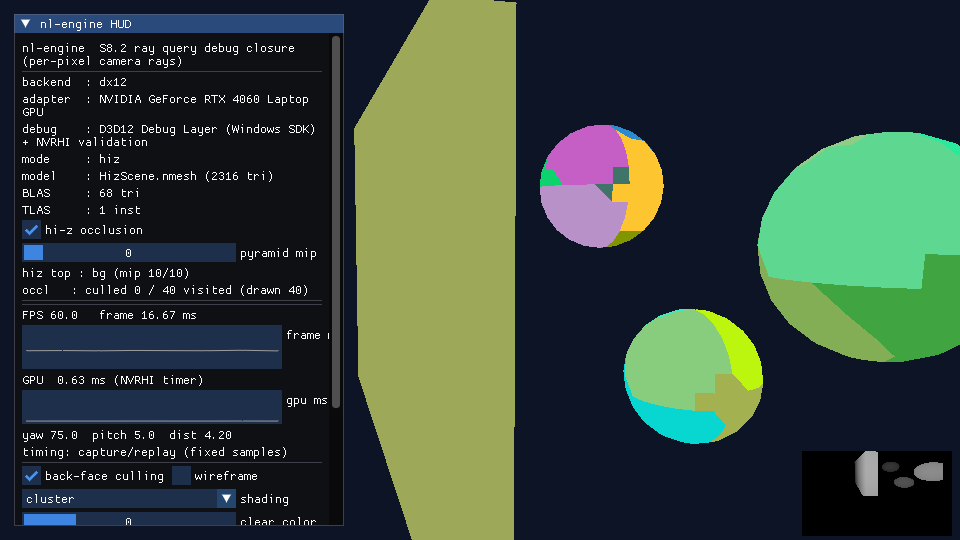 nl-engine HUD
nl-engine  S8.2 ray query debug closure
(per-pixel camera rays)
backend  : dx12
adapter  : NVIDIA GeForce RTX 4060 Laptop
GPU
debug    : D3D12 Debug Layer (Windows SDK)
+ NVRHI validation
mode     : hiz
model    : HizScene.nmesh (2316 tri)
BLAS     : 68 tri
TLAS     : 1 inst
hi-z occlusion
0 pyramid mip
hiz top : bg (mip 10/10)
occl   : culled 0 / 40 visited (drawn 40)
FPS 60.0   frame 16.67 ms
frame
GPU  0.63 ms (NVRHI timer)
gpu ms
yaw 75.0  pitch 5.0  dist 4.20
timing: capture/replay (fixed samples)
back-face culling wireframe
cluster shading
0 clear color